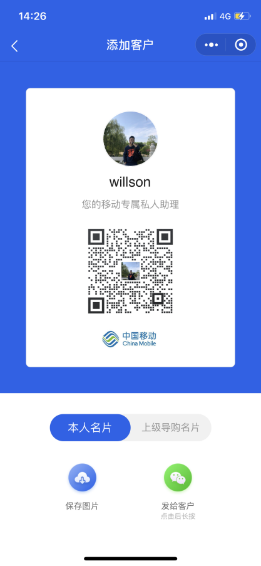 14:26
4G
添加客户
willson
您的移动专属私人助理
中国移动
China Mobile
本人名片
上级导购名片
保存图片
发给客户
点击后长按